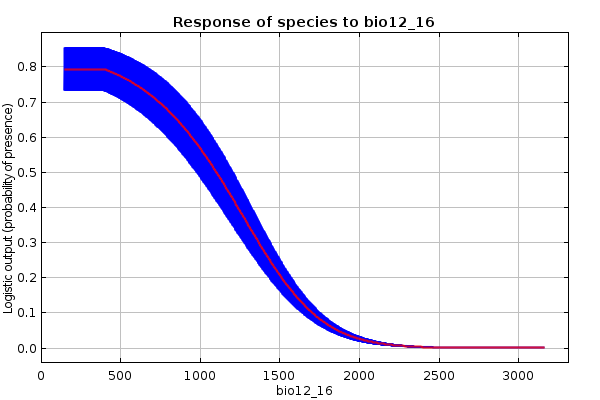 Response of species to bio12_16
Logistic output (probability of presence)
0.8
0.7
0.6
0.5
0.4
0.3
0.2
0.1
0.0
0 500 1000 1500 2000 2500 3000
bio12_16